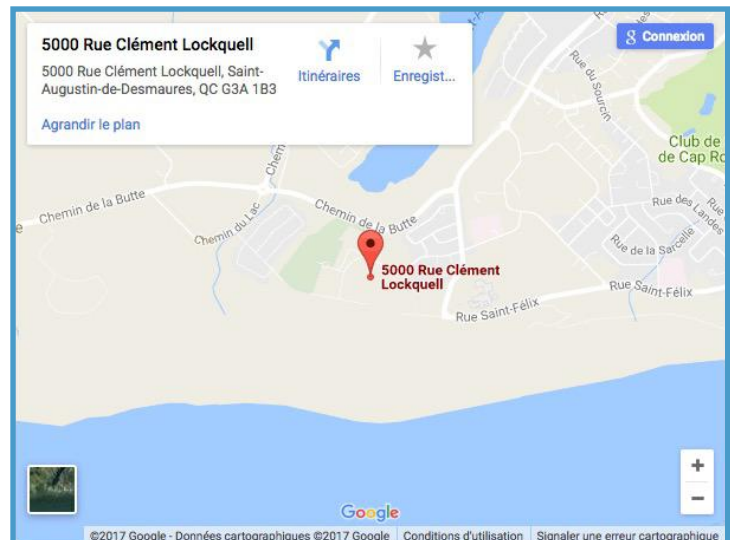 5000 Rue Clément Lockquell
5000 Rue Clément Lockquell, Saint-
Augustin-de-Desmaures, QC G3A 1B3
Agrandir le plan
Itinéraires
Enregist...
8 Connexion
Rue du Sourcin
Club de
de Cap Ro
Chem
Chemin de la Butte
Chemin du Lac
Chemin de la Butte
Rue des Landes
Rue
Rue de la Sarcelle
5000 Rue Clément
Lockquell
Rue Saint-Félix
Rue Saint-Félix
Google
©2017 Google - Données cartographiques ©2017 Google
Conditions d'utilisation
Signaler une erreur cartographique